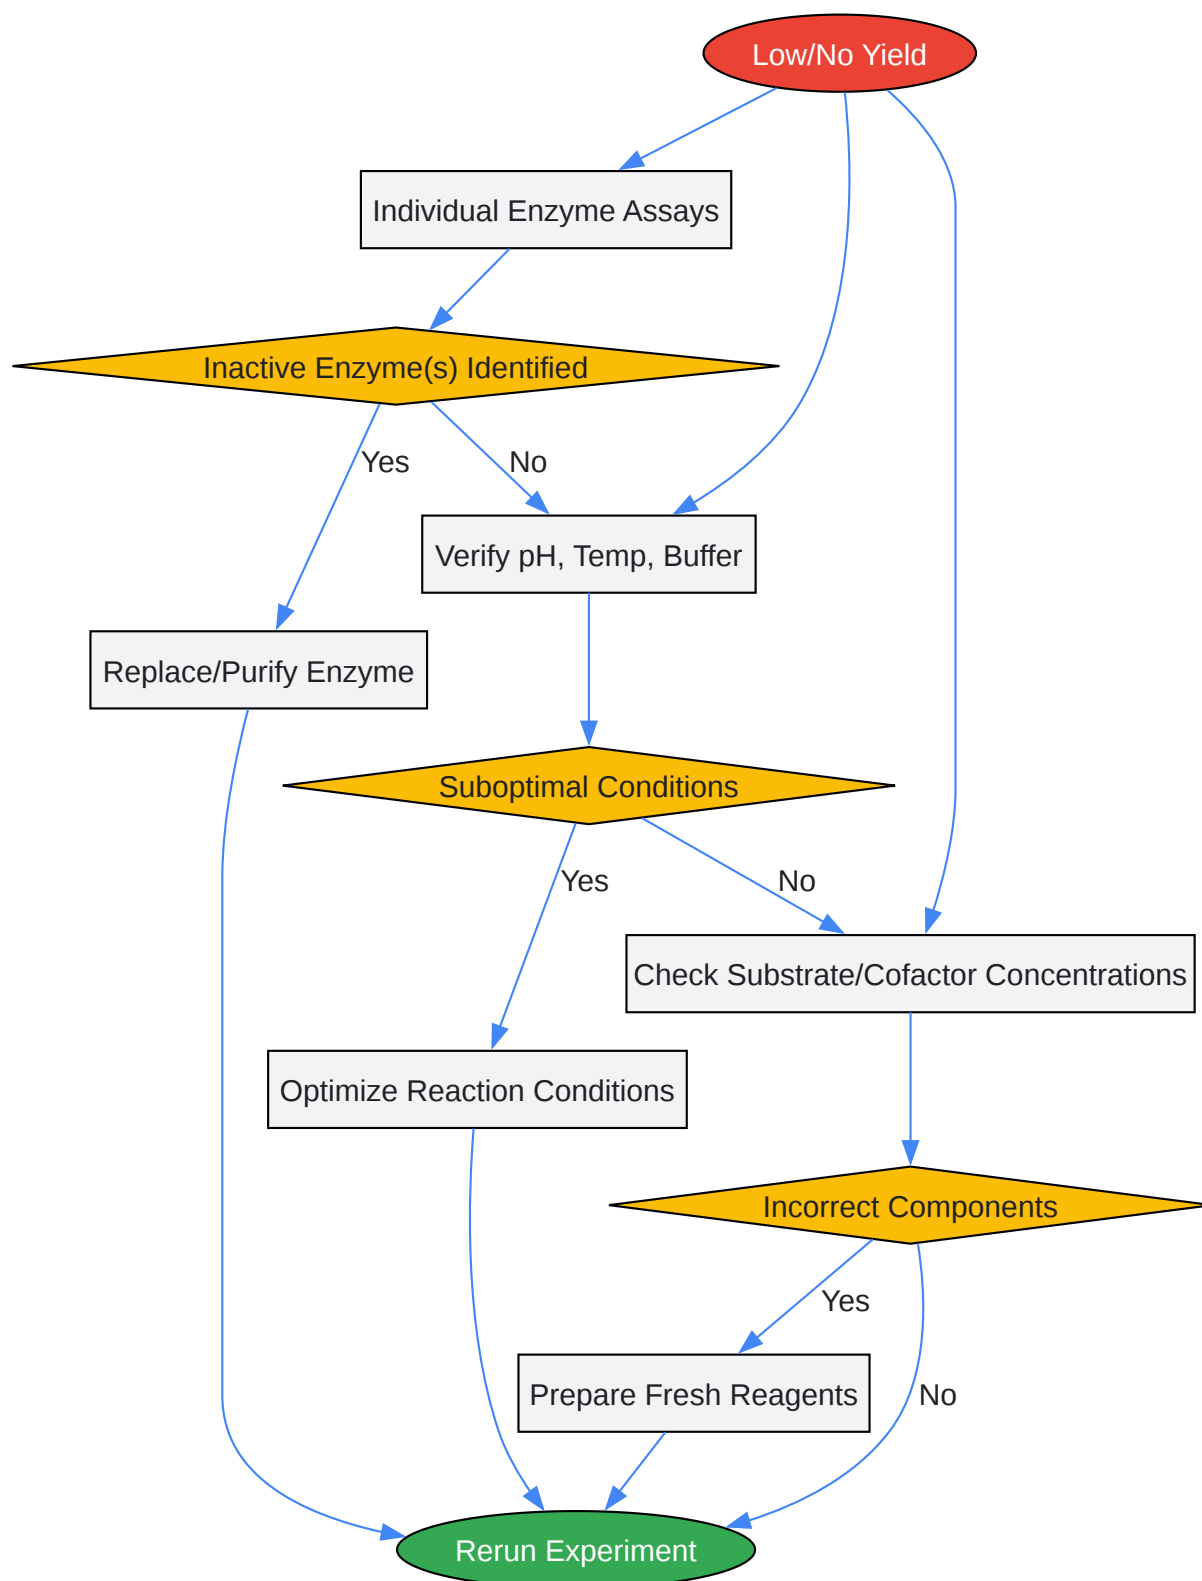 Low/No Yield
Individual Enzyme Assays
Inactive Enzyme(s) Identified
Yes
No
Verify pH, Temp, Buffer
Replace/Purify Enzyme
Suboptimal Conditions
Yes
No
Check Substrate/Cofactor Concentrations
Optimize Reaction Conditions
Incorrect Components
Yes
Prepare Fresh Reagents
No
Rerun Experiment